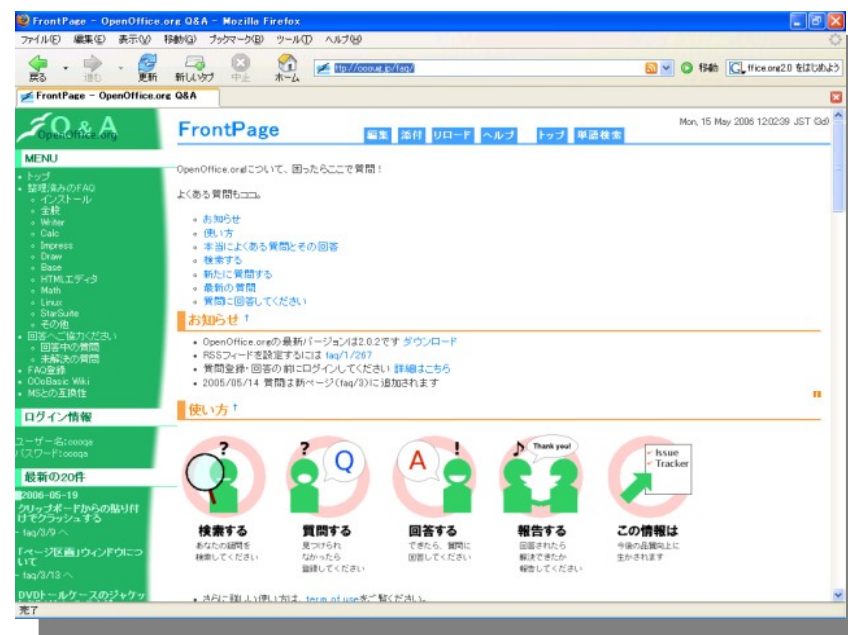 FrontPage - OpenOffice.org Q&A - Mozilla Firefox
ファイル(F) 編集(E) 表示(V) 移動(G) ブックマーク(B) ツール(T) ヘルプ(H)
戻る 進む 更新 新しいタブ 中止 ホーム ttp://oooug.jp/faq/ 移動 ffice.org2.0 をはじめよう
FrontPage - OpenOffice.org Q&A
Q & A
OpenOffice.org
FrontPage
編集 添付 リロード ヘルプ トップ 単語検索
Mon, 15 May 2006 12:02:39 JST (3d)
MENU
トップ
整理済みのFAQ
インストール
全般
Writer
Calc
Impress
Draw
Base
HTMLエディタ
Math
Linux
StarSuite
その他
回答へご協力ください
回答中の質問
未解決の質問
FAQ登録
OOoBasic Wiki
MSとの互換性
ログイン情報
ユーザー名:oooqa
パスワード:oooqa
最新の20件
2006-05-19
クリップボードからの貼り付
けでクラッシュする
- faq/3/9 へ
「ページ区画」ウィンドウにつ
いて
- faq/3/13 へ
DVDトールケースのジャケッ
OpenOffice.orgについて、困ったらここで質問!
よくある質問もココ。
お知らせ
使い方
本当によくある質問とその回答
検索する
新たに質問する
最新の質問
質問に回答してください
お知らせ †
OpenOffice.orgの最新バージョンは2.0.2です ダウンロード
RSSフィードを設定するには faq/1/267
質問登録・回答の前にログインしてください 詳細はこちら
2005/05/14 質問は新ページ(faq/3)に追加されます
使い方 †
? ? Q A ! Thank you! Issue
Tracker
検索する 質問する 回答する 報告する この情報は
あなたの疑問を 見つけられ できたら、質問に 回答されたら 今後の品質向上に
検索してください なかったら 回答してください 解決できたか 生かされます
登録してください 報告してください
さらに詳しい使い方は、term of useをご覧ください。
完了